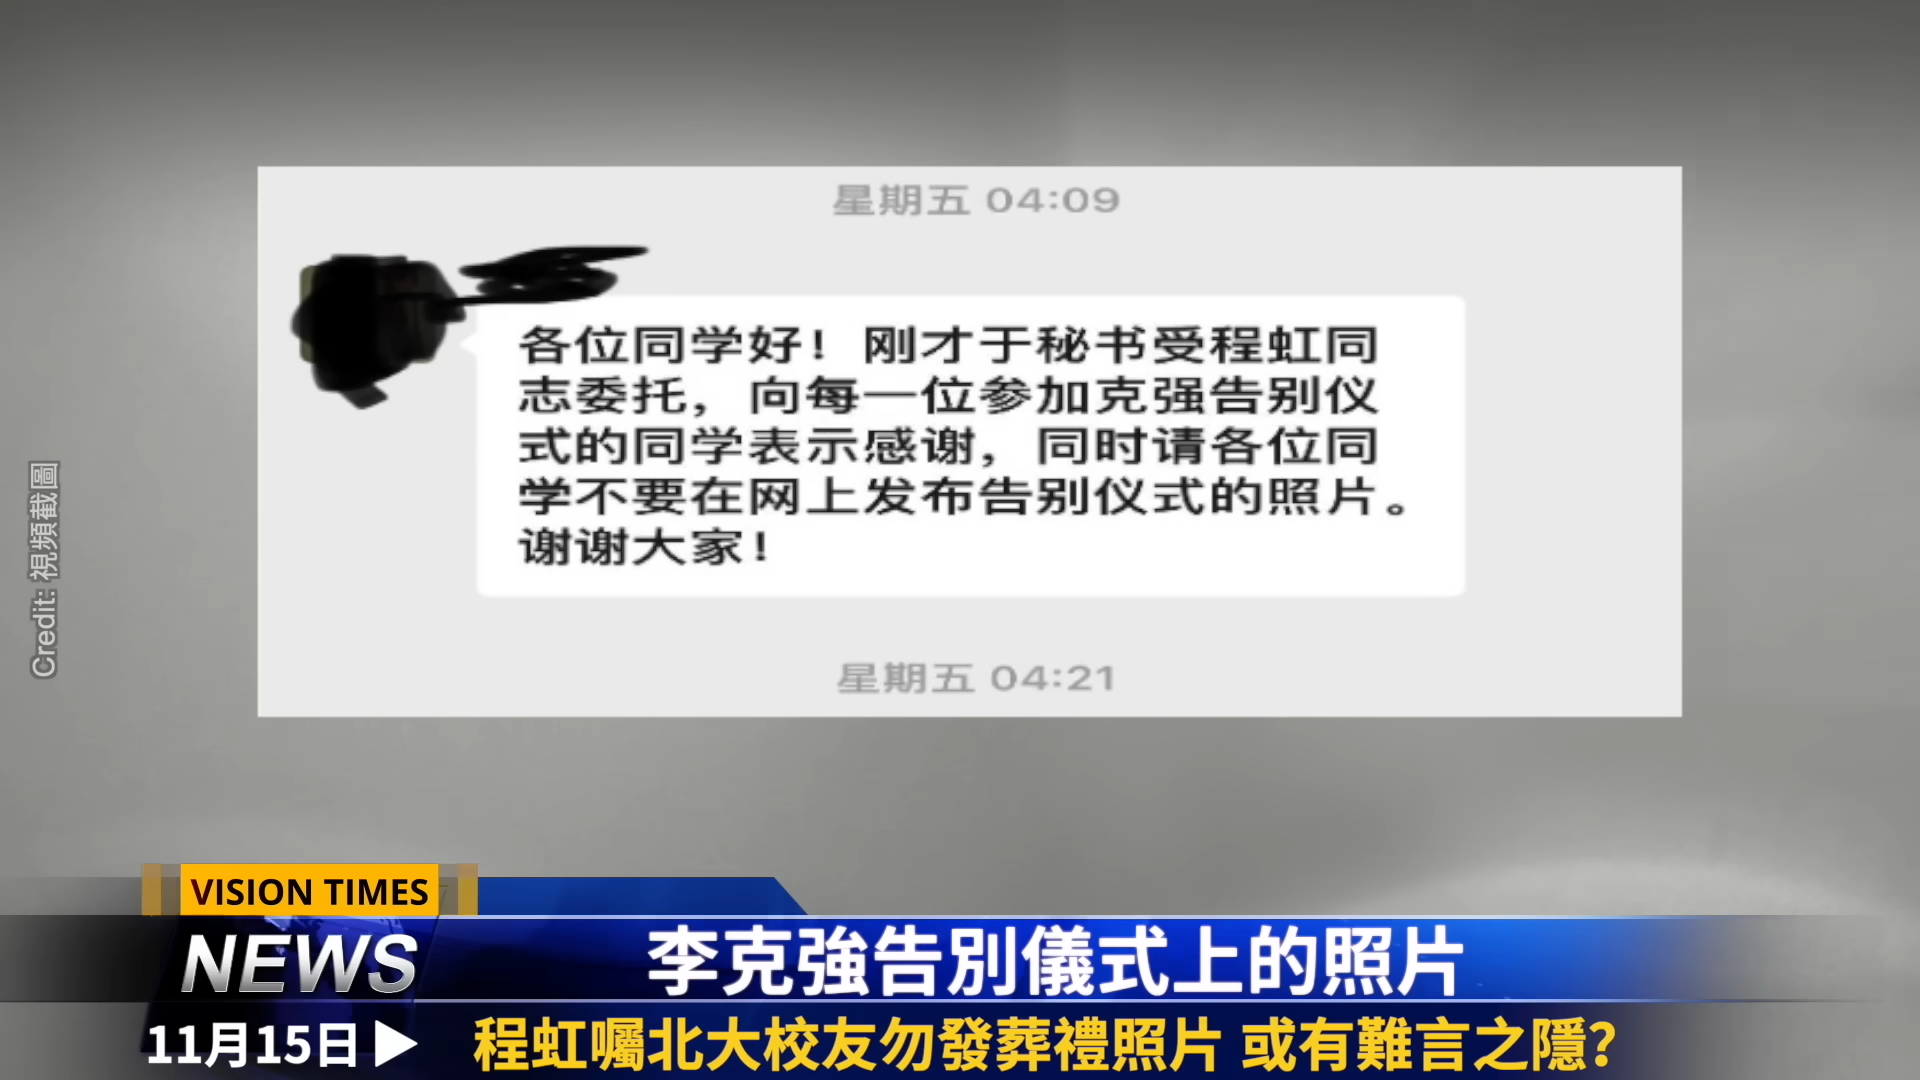 星期五 04:09
各位同学好！刚才于秘书受程虹同
志委托，向每一位参加克强告别仪
式的同学表示感谢，同时请各位同
学不要在网上发布告别仪式的照片。
谢谢大家！
星期五 04:21
Credit: 視頻截圖
VISION TIMES
NEWS
李克強告別儀式上的照片
11月15日
程虹囑北大校友勿發葬禮照片 或有難言之隱？